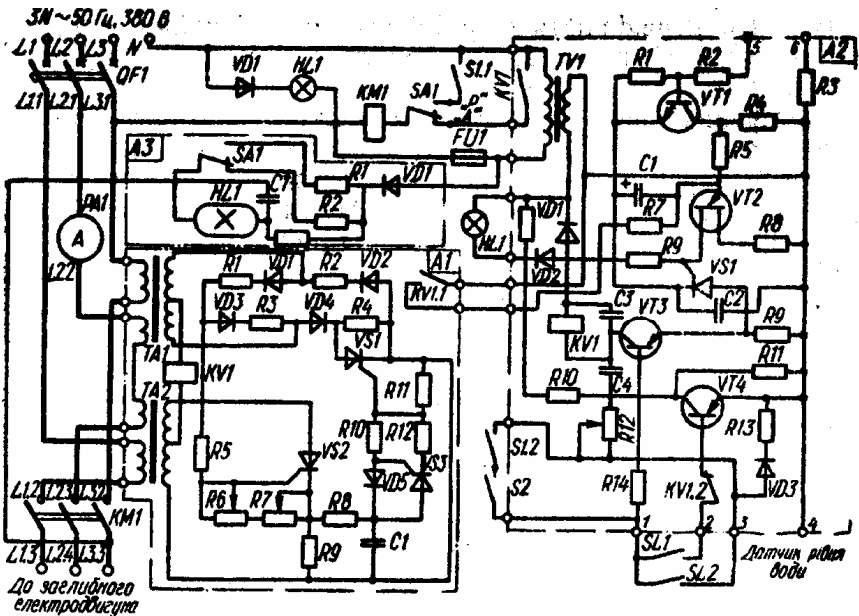 3N~50 Гц, 380 В
L1 L2 L3 N
QF1
L11 L21 L31
VD1 HL1
KM1 SA1 "Р" "А" SL1
KV1
TV1
FU1
5 6 A2
R1 R2 R3
VT1
R4
R5
C1
+
R7
VT2
R8
R9
VS1
C2
VD1
HL1
VD2
C3
VT3
R9
KV1
R11
C4
R10
VT4
R12
R13
SL2
S2
R14
KV1.2
VD3
1 2 3 4
SL1
SL2
Датчик рівня
води
A3
SA1
C1
R1
VD1
HL1
R2
PA1
A
L22
A1
KV1.1
R1 VD1 R2 VD2
VD3 R3 VD4 R4
VS1
TA1
KV1
TA2
R11
R10 R12
R5
VS2
VD5
VS3
R6 R7 R8
R9
C1
L12 L23 L32
KM1
L13 L24 L33
До заглибного
електродвигуна